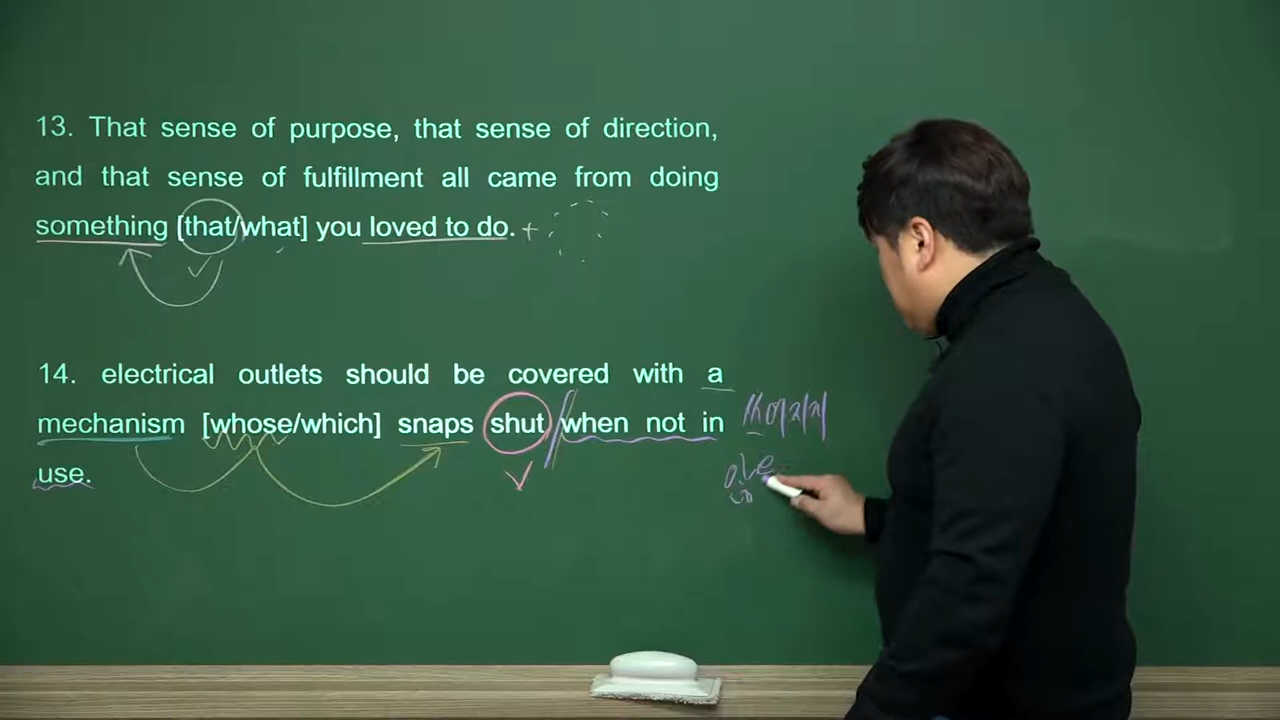 13. That sense of purpose, that sense of direction,
and that sense of fulfillment all came from doing
something [that/what] you loved to do. +
14. electrical outlets should be covered with a
mechanism [whose/which] snaps shut when not in
쓰여지지
use.